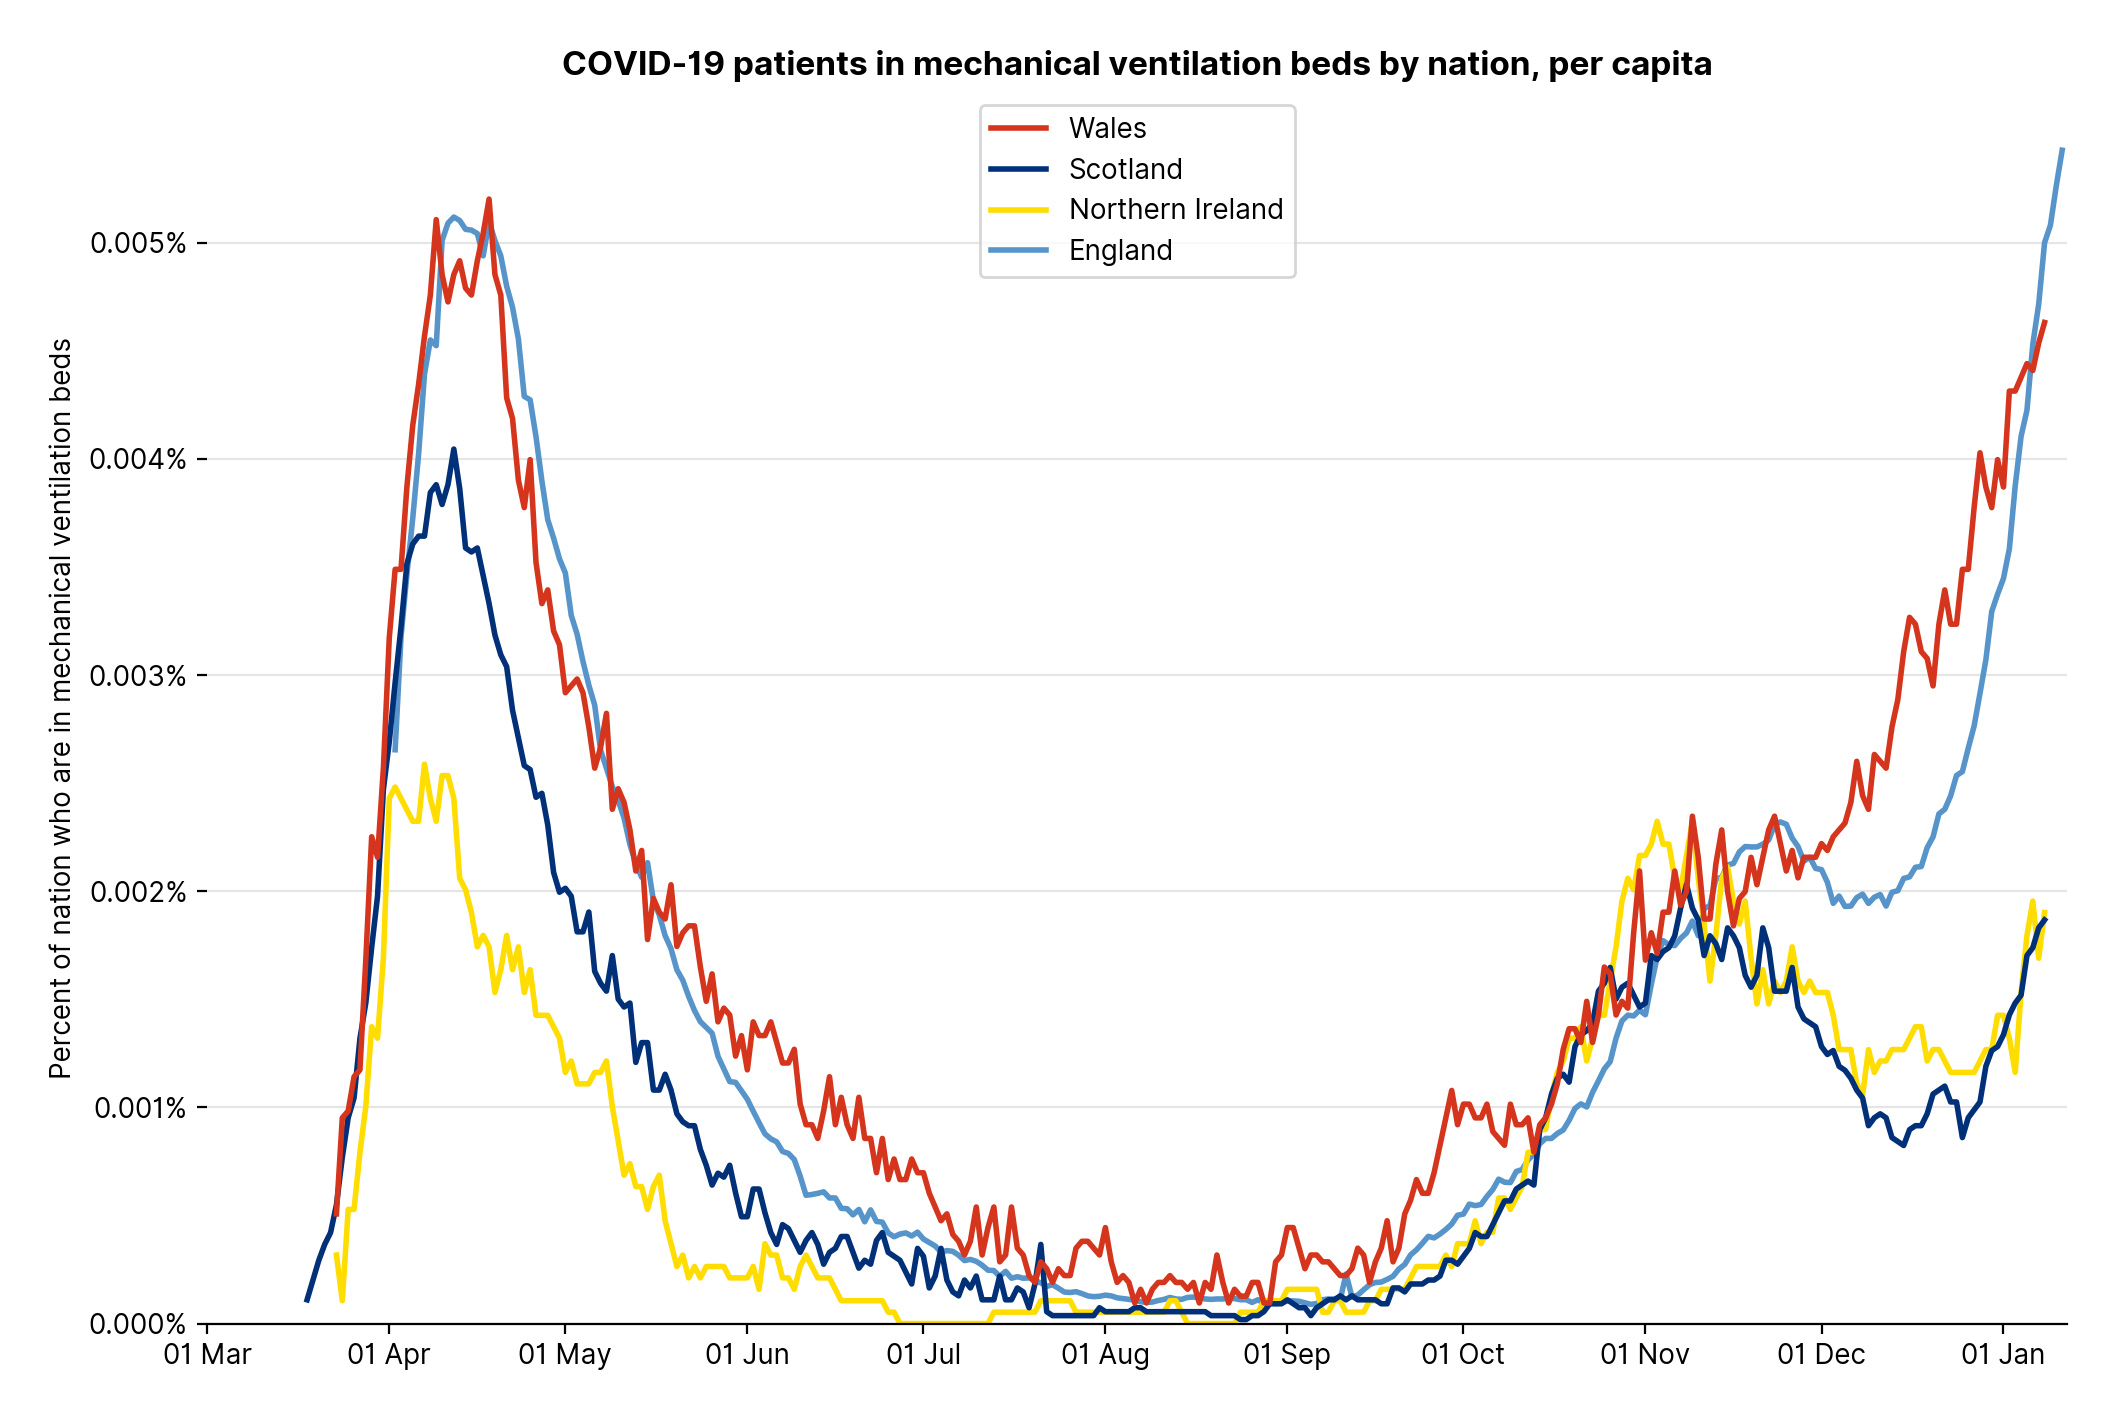 COVID-19 patients in mechanical ventilation beds by nation, per capita
Wales
Scotland
Northern Ireland
England
Percent of nation who are in mechanical ventilation beds
0.005%
0.004%
0.003%
0.002%
0.001%
0.000%
01 Mar
01 Apr
01 May
01 Jun
01 Jul
01 Aug
01 Sep
01 Oct
01 Nov
01 Dec
01 Jan